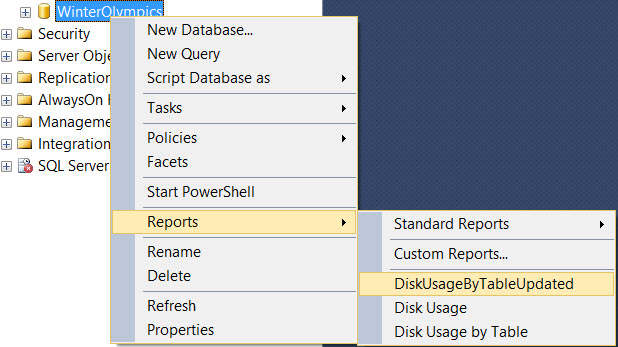 WinterOlympics
Security
Server Obje
Replication
AlwaysOn
Manageme
Integration
SQL Server
New Database...
New Query
Script Database as
Tasks
Policies
Facets
Start PowerShell
Reports
Rename
Delete
Refresh
Properties
Standard Reports
Custom Reports...
DiskUsageByTableUpdated
Disk Usage
Disk Usage by Table